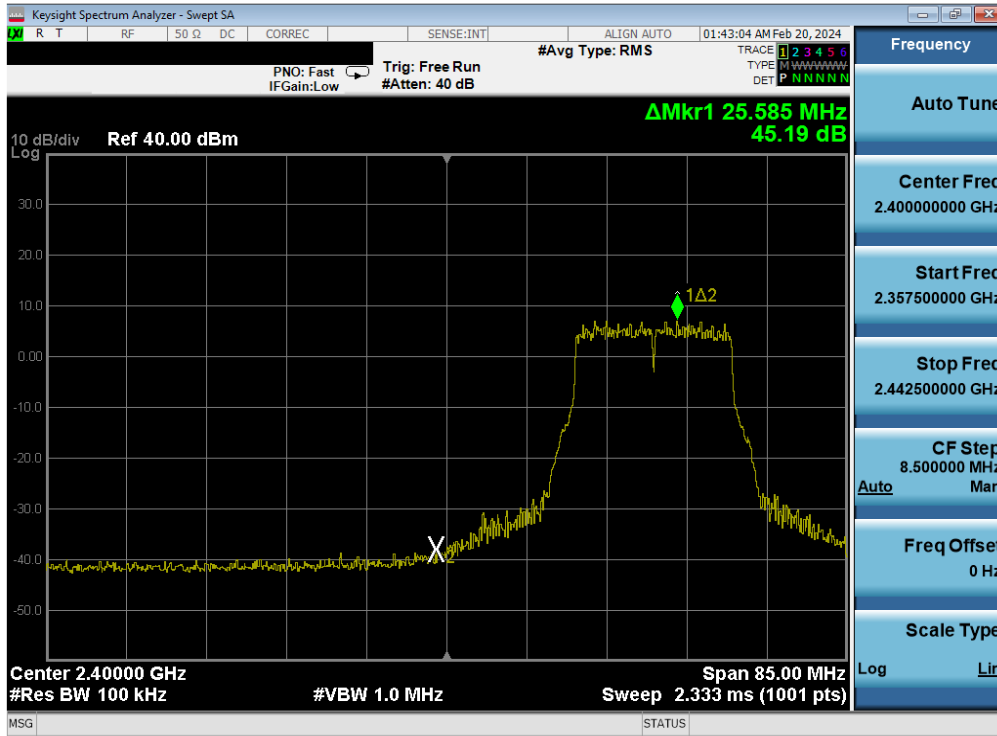 Keysight Spectrum Analyzer - Swept SA
LXI R T RF 50 Ω DC CORREC SENSE:INT ALIGN AUTO 01:43:04 AM Feb 20, 2024
PNO: Fast
IFGain:Low
Trig: Free Run
#Atten: 40 dB
#Avg Type: RMS
TRACE 1 2 3 4 5 6
TYPE M WWWWW
DET P N N N N N
ΔMkr1 25.585 MHz
45.19 dB
10 dB/div Ref 40.00 dBm
Log
30.0
20.0
10.0
0.00
-10.0
-20.0
-30.0
-40.0
-50.0
1Δ2
X2
Center 2.40000 GHz Span 85.00 MHz
#Res BW 100 kHz #VBW 1.0 MHz Sweep 2.333 ms (1001 pts)
MSG STATUS
Frequency
Auto Tune
Center Freq
2.400000000 GHz
Start Freq
2.357500000 GHz
Stop Freq
2.442500000 GHz
CF Step
8.500000 MHz
Auto Man
Freq Offset
0 Hz
Scale Type
Log Lin